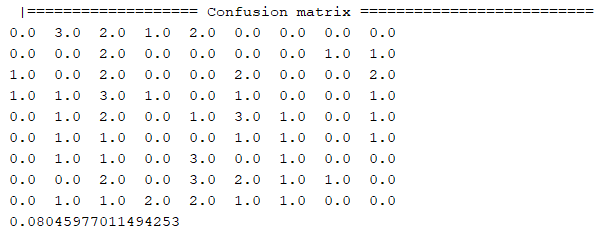 |=================== Confusion matrix ==========================
0.0 3.0 2.0 1.0 2.0 0.0 0.0 0.0 0.0
0.0 0.0 2.0 0.0 0.0 0.0 0.0 1.0 1.0
1.0 0.0 2.0 0.0 0.0 2.0 0.0 0.0 2.0
1.0 1.0 3.0 1.0 0.0 1.0 0.0 0.0 1.0
0.0 1.0 2.0 0.0 1.0 3.0 1.0 0.0 1.0
0.0 1.0 1.0 0.0 0.0 1.0 1.0 0.0 1.0
0.0 1.0 1.0 0.0 3.0 0.0 1.0 0.0 0.0
0.0 0.0 2.0 0.0 3.0 2.0 1.0 1.0 0.0
0.0 1.0 1.0 2.0 2.0 1.0 1.0 0.0 0.0
0.08045977011494253